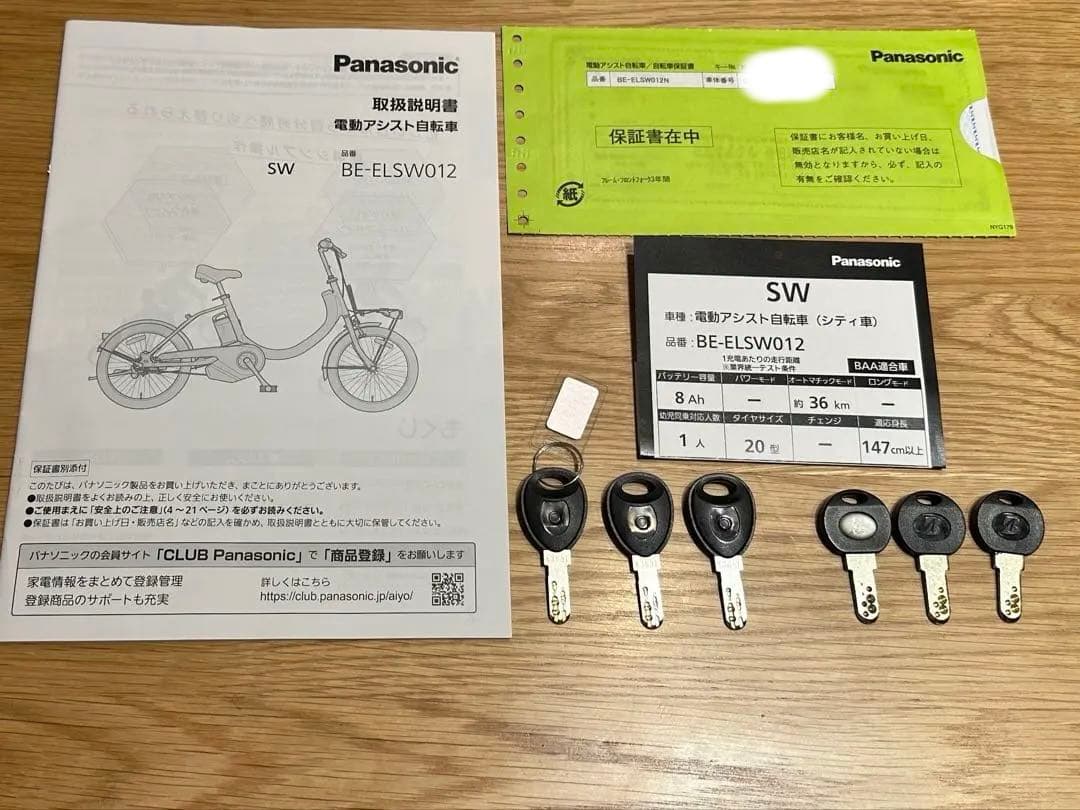 Panasonic
取扱説明書
電動アシスト自転車
品番
SW BE-ELSW012
保証書別添付
このたびは、パナソニック製品をお買い上げいただき、まことにありがとうございます。
●取扱説明書をよくお読みの上、正しく安全にお使いください。
●ご使用まえに「安全上のご注意」(4～21ページ)を必ずお読みください。
●保証書は「お買い上げ日・販売店名」などの記入を確かめ、取扱説明書とともに大切に保管してください。
パナソニックの会員サイト「CLUB Panasonic」で「商品登録」をお願いします
家電情報をまとめて登録管理
登録商品のサポートも充実
詳しくはこちら
https://club.panasonic.jp/aiyo/
もくじ
Panasonic
電動アシスト自転車/自転車保証書 キーNo.
品番 BE-ELSW012N 車体番号
保証書在中
保証書にお客様名、お買い上げ日、
販売店名が記入されていない場合は
無効となりますから、必ず、記入の
有無をご確認ください。
フレーム・フロントフォーク3年間
紙
NYG179
Panasonic
SW
車種:電動アシスト自転車(シティ車)
品番:BE-ELSW012
1充電あたりの走行距離
※業界統一テスト条件
BAA適合車
バッテリー容量 パワーモード オートマチックモード ロングモード
8 Ah － 約 36 km －
幼児同乗対応人数 タイヤサイズ チェンジ 適応身長
1 人 20 型 － 147cm以上